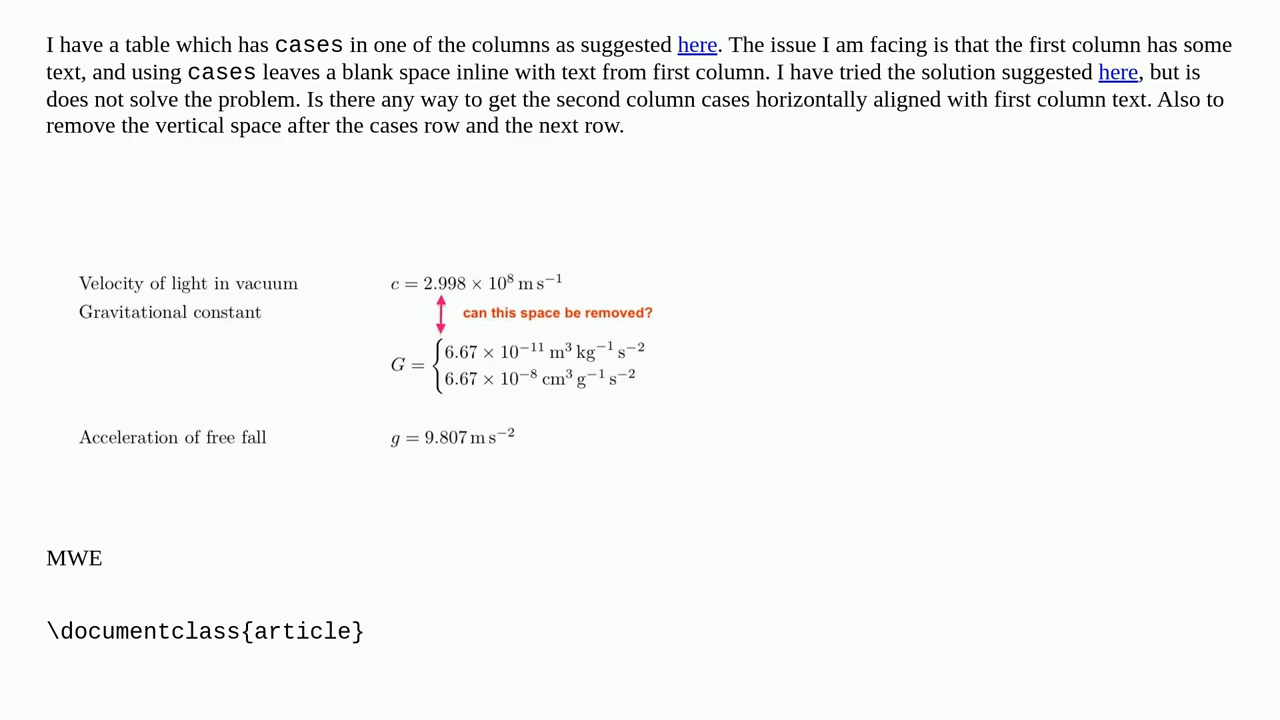 I have a table which has cases in one of the columns as suggested here. The issue I am facing is that the first column has some
text, and using cases leaves a blank space inline with text from first column. I have tried the solution suggested here, but is
does not solve the problem. Is there any way to get the second column cases horizontally aligned with first column text. Also to
remove the vertical space after the cases row and the next row.
Velocity of light in vacuum c = 2.998 × 10⁸ m s⁻¹
Gravitational constant can this space be removed?
G = { 6.67 × 10⁻¹¹ m³ kg⁻¹ s⁻²
6.67 × 10⁻⁸ cm³ g⁻¹ s⁻²
Acceleration of free fall g = 9.807 m s⁻²
MWE
\documentclass{article}